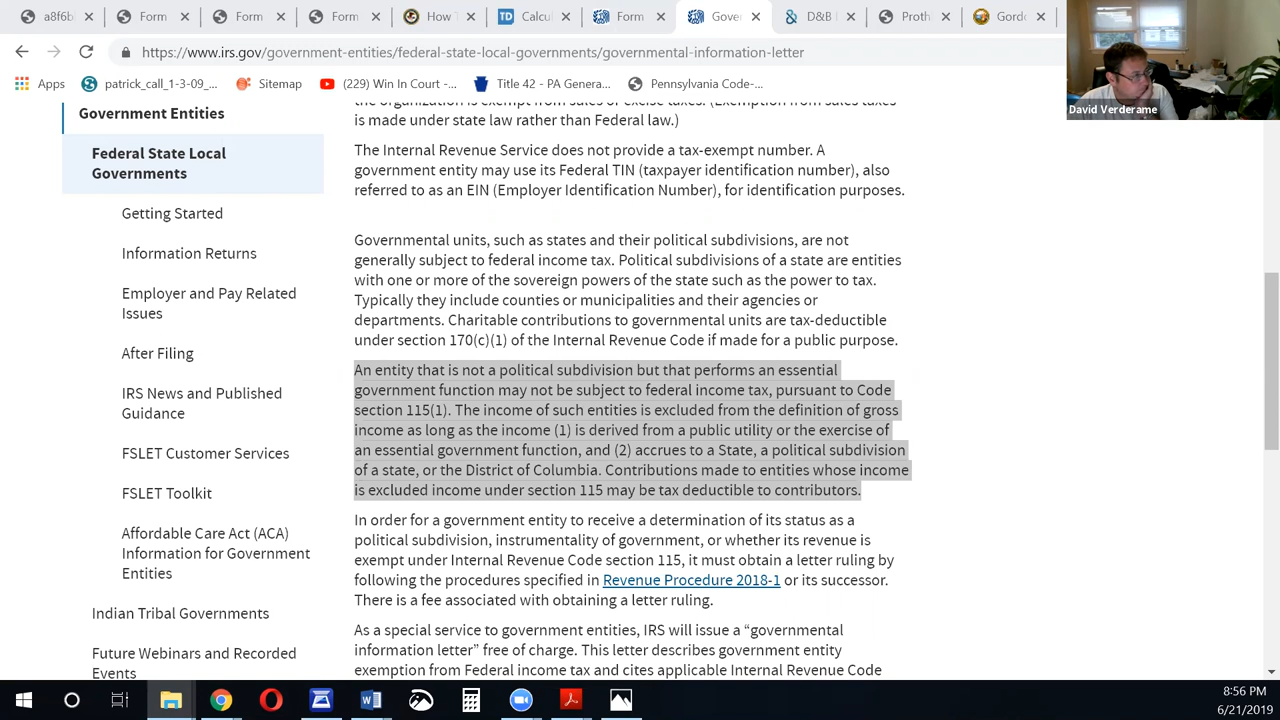 a8f6b
Form
Form
Form
How T
Calcu
Form
Gover
D&B H
Proth
Gord
https://www.irs.gov/government-entities/federal-state-local-governments/governmental-information-letter
Apps
patrick_call_1-3-09_...
Sitemap
(229) Win In Court -...
Title 42 - PA Genera...
Pennsylvania Code-...
David Verderame
Government Entities
Federal State Local
Governments
Getting Started
Information Returns
Employer and Pay Related
Issues
After Filing
IRS News and Published
Guidance
FSLET Customer Services
FSLET Toolkit
Affordable Care Act (ACA)
Information for Government
Entities
Indian Tribal Governments
Future Webinars and Recorded
Events
the organization is exempt from sales or excise taxes. (Exemption from sales taxes
is made under state law rather than Federal law.)
The Internal Revenue Service does not provide a tax-exempt number. A
government entity may use its Federal TIN (taxpayer identification number), also
referred to as an EIN (Employer Identification Number), for identification purposes.
Governmental units, such as states and their political subdivisions, are not
generally subject to federal income tax. Political subdivisions of a state are entities
with one or more of the sovereign powers of the state such as the power to tax.
Typically they include counties or municipalities and their agencies or
departments. Charitable contributions to governmental units are tax-deductible
under section 170(c)(1) of the Internal Revenue Code if made for a public purpose.
An entity that is not a political subdivision but that performs an essential
government function may not be subject to federal income tax, pursuant to Code
section 115(1). The income of such entities is excluded from the definition of gross
income as long as the income (1) is derived from a public utility or the exercise of
an essential government function, and (2) accrues to a State, a political subdivision
of a state, or the District of Columbia. Contributions made to entities whose income
is excluded income under section 115 may be tax deductible to contributors.
In order for a government entity to receive a determination of its status as a
political subdivision, instrumentality of government, or whether its revenue is
exempt under Internal Revenue Code section 115, it must obtain a letter ruling by
following the procedures specified in Revenue Procedure 2018-1 or its successor.
There is a fee associated with obtaining a letter ruling.
As a special service to government entities, IRS will issue a “governmental
information letter” free of charge. This letter describes government entity
exemption from Federal income tax and cites applicable Internal Revenue Code
8:56 PM
6/21/2019